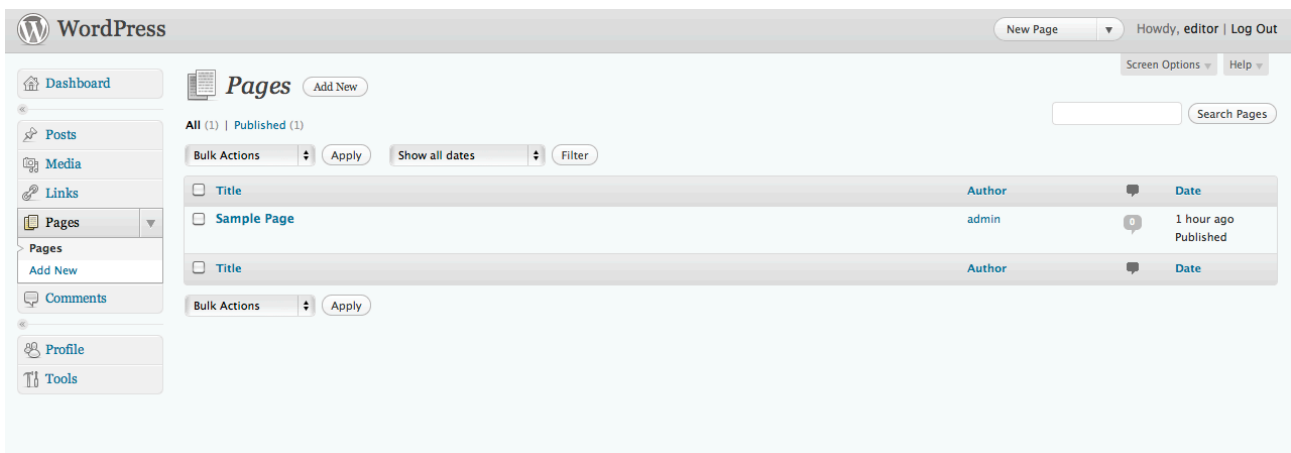 WordPress
New Page
Howdy, editor | Log Out
Screen Options
Help
Dashboard
Posts
Media
Links
Pages
Pages
Add New
Comments
Profile
Tools
Pages
Add New
Search Pages
All (1) | Published (1)
Bulk Actions
Apply
Show all dates
Filter
Title
Author
Date
Sample Page
admin
0
1 hour ago
Published
Title
Author
Date
Bulk Actions
Apply